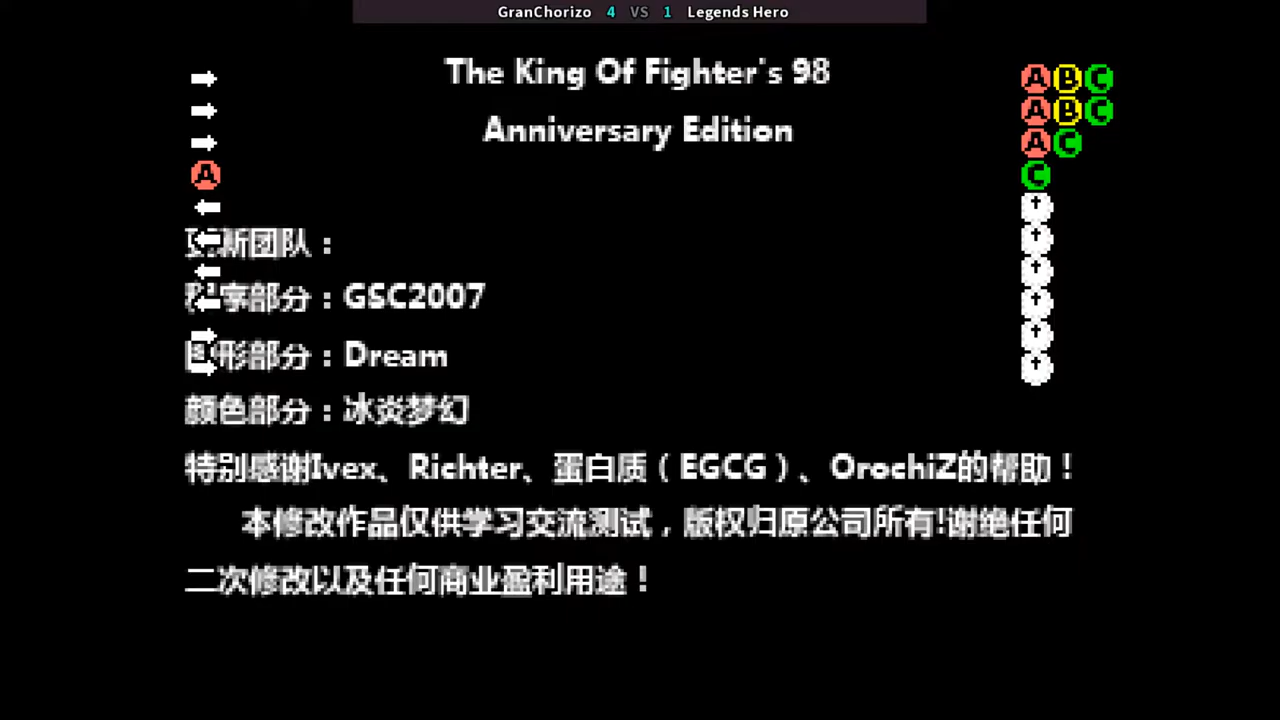 GranChorizo 4 VS 1 Legends Hero
The King Of Fighter's 98
Anniversary Edition
A B C
A B C
A C
A
C
新团队：
部分：GSC2007
形部分：Dream
颜色部分：冰炎梦幻
特别感谢Ivex、Richter、蛋白质（EGCG）、OrochiZ的帮助！
本修改作品仅供学习交流测试，版权归原公司所有!谢绝任何
二次修改以及任何商业盈利用途！